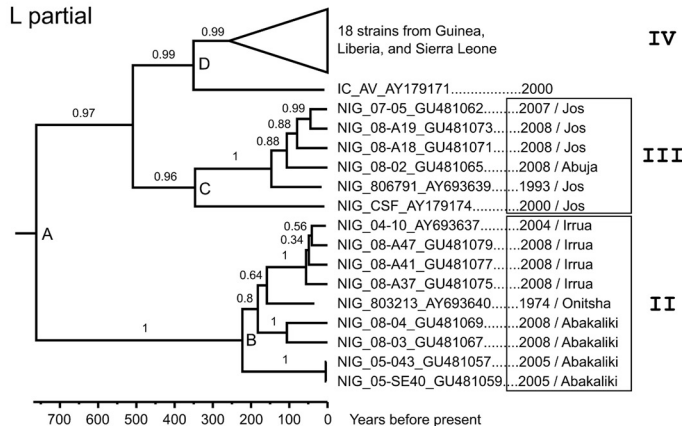 L partial
0.99
18 strains from Guinea,
Liberia, and Sierra Leone
IV
0.99
D
IC_AV_AY179171.................2000
0.97
0.99
NIG_07-05_GU481062........2007 / Jos
0.88
NIG_08-A19_GU481073......2008 / Jos
0.88
NIG_08-A18_GU481071......2008 / Jos
III
1
NIG_08-02_GU481065........2008 / Abuja
0.96
C
NIG_806791_AY693639......1993 / Jos
NIG_CSF_AY179174...........2000 / Jos
0.56
NIG_04-10_AY693637.........2004 / Irrua
A
0.34
NIG_08-A47_GU481079......2008 / Irrua
1
NIG_08-A41_GU481077......2008 / Irrua
0.64
NIG_08-A37_GU481075......2008 / Irrua
0.8
NIG_803213_AY693640......1974 / Onitsha
II
1
NIG_08-04_GU481069........2008 / Abakaliki
1
B
NIG_08-03_GU481067........2008 / Abakaliki
1
NIG_05-043_GU481057......2005 / Abakaliki
NIG_05-SE40_GU481059....2005 / Abakaliki
700 600 500 400 300 200 100 0 Years before present